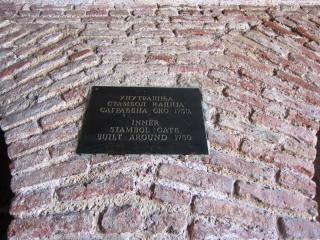 УНУТРАШЊА
СТАМБОЛ КАПИЈА
САГРАЂЕНА ОКО 1750.
INNER
STAMBOL GATE
BUILT AROUND 1750